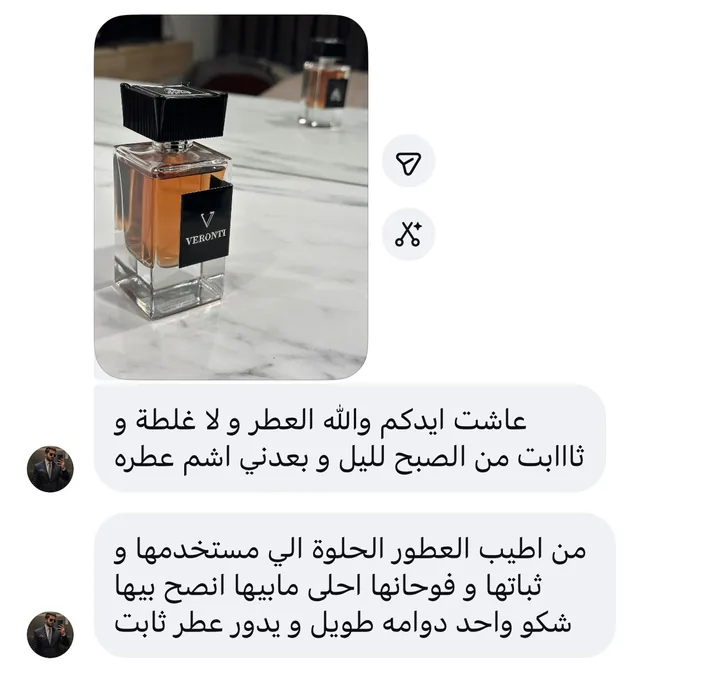 V
VERONTI
عاشت ايدكم والله العطر و لا غلطة و
ثاااابت من الصبح لليل و بعدني اشم عطره
من اطيب العطور الحلوة الي مستخدمها و
ثباتها و فوحانها احلى مابيها انصح بيها
شكو واحد دوامه طويل و يدور عطر ثابت